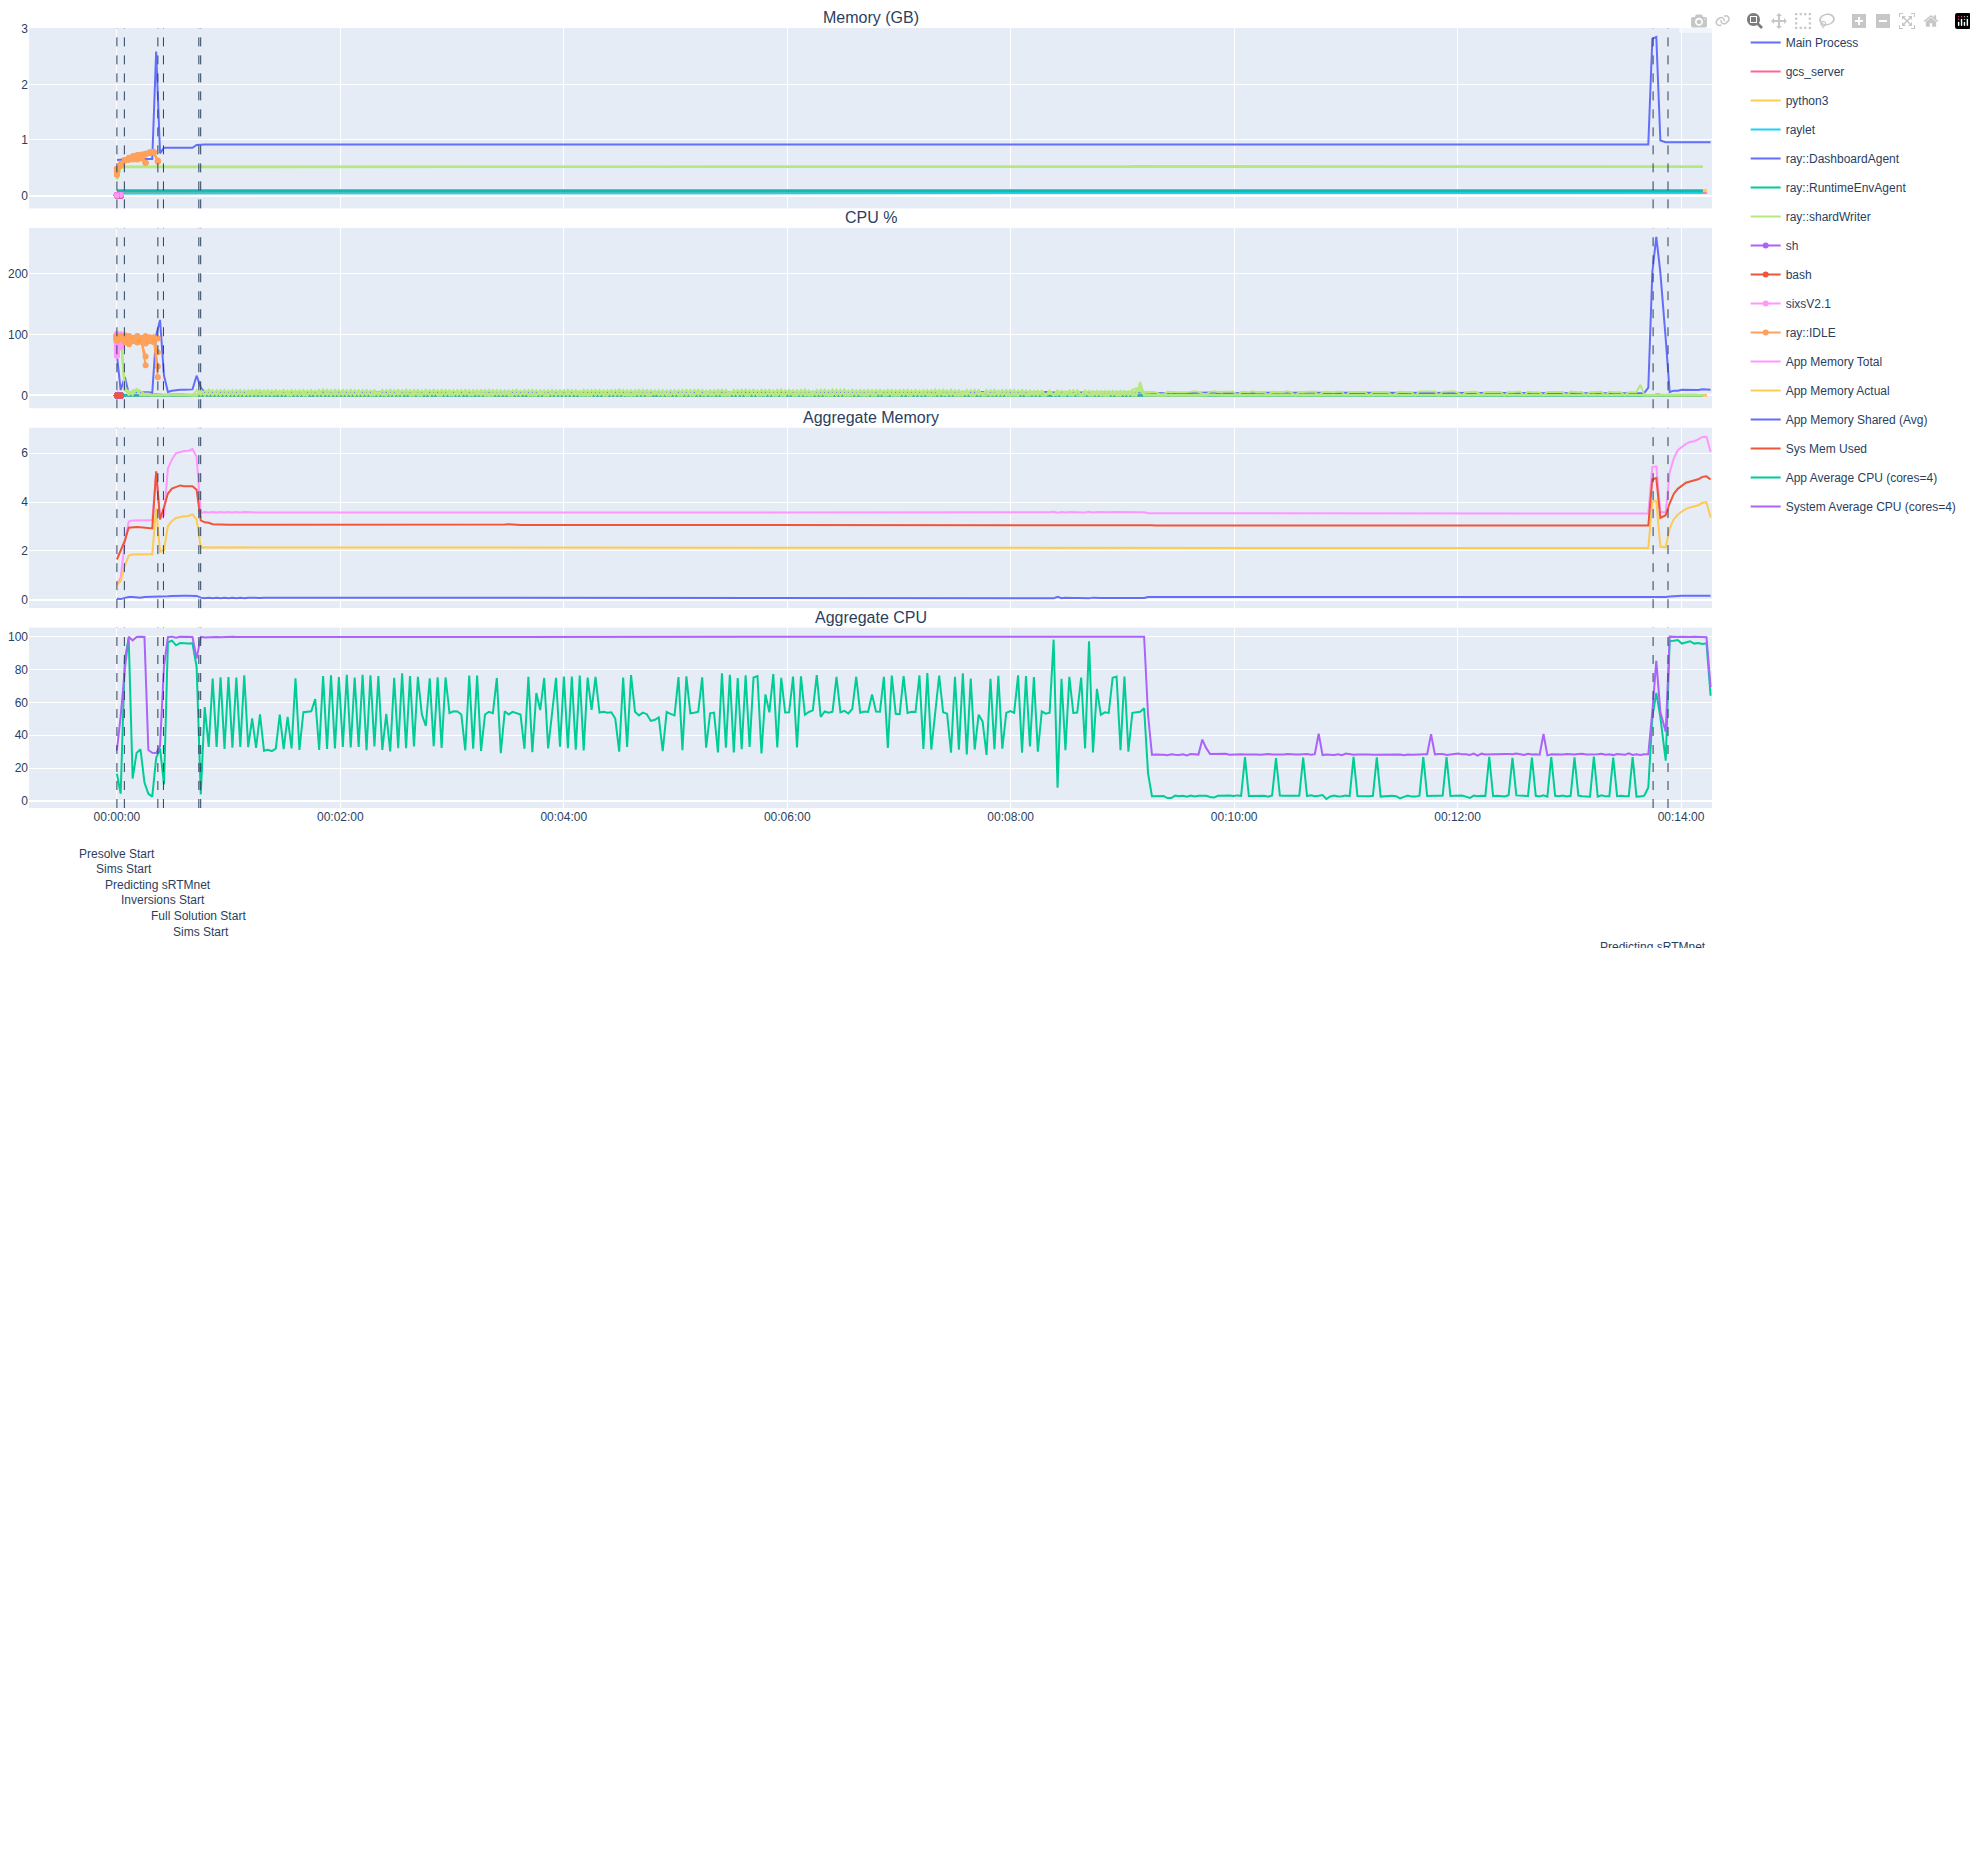 Memory (GB)
3
2
1
0
CPU %
200
100
0
Aggregate Memory
6
4
2
0
Aggregate CPU
100
80
60
40
20
0
00:00:00
00:02:00
00:04:00
00:06:00
00:08:00
00:10:00
00:12:00
00:14:00
Presolve Start
Sims Start
Predicting sRTMnet
Inversions Start
Full Solution Start
Sims Start
Predicting sRTMnet
Main Process
gcs_server
python3
raylet
ray::DashboardAgent
ray::RuntimeEnvAgent
ray::shardWriter
sh
bash
sixsV2.1
ray::IDLE
App Memory Total
App Memory Actual
App Memory Shared (Avg)
Sys Mem Used
App Average CPU (cores=4)
System Average CPU (cores=4)